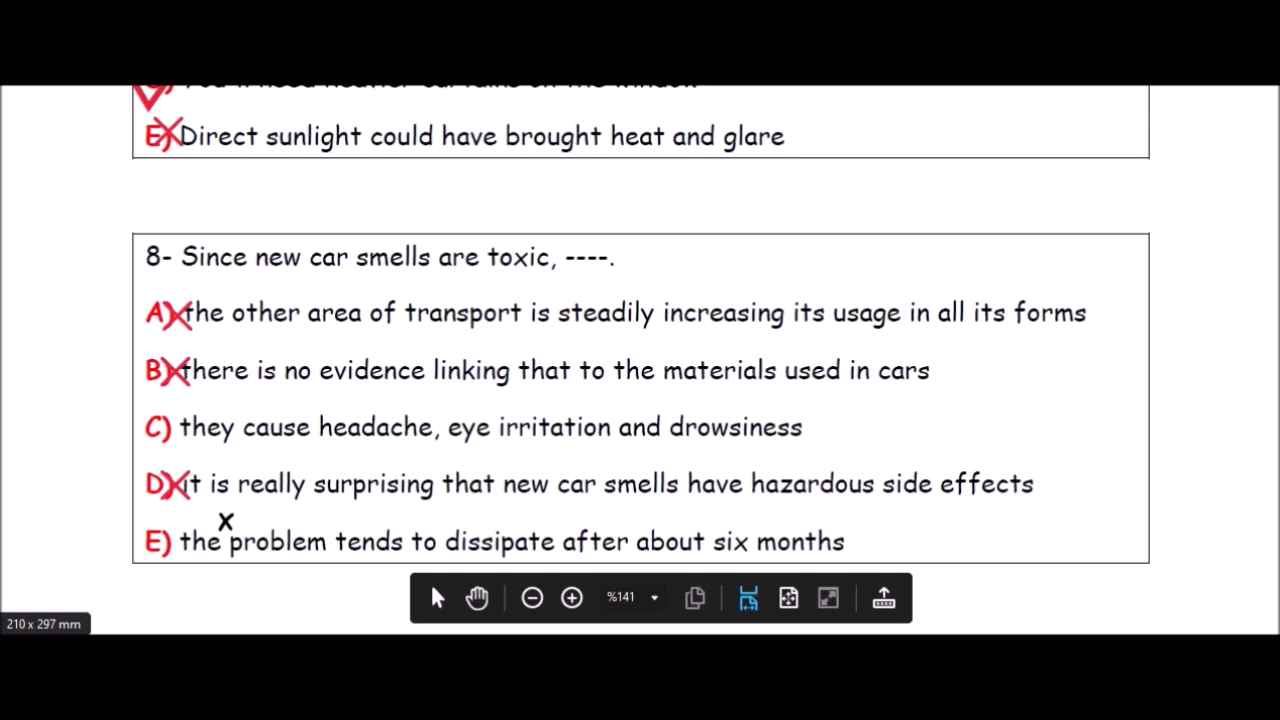 E) Direct sunlight could have brought heat and glare
8- Since new car smells are toxic, ----.
A) the other area of transport is steadily increasing its usage in all its forms
B) there is no evidence linking that to the materials used in cars
C) they cause headache, eye irritation and drowsiness
D) it is really surprising that new car smells have hazardous side effects
x
E) the problem tends to dissipate after about six months
%141
210 x 297 mm